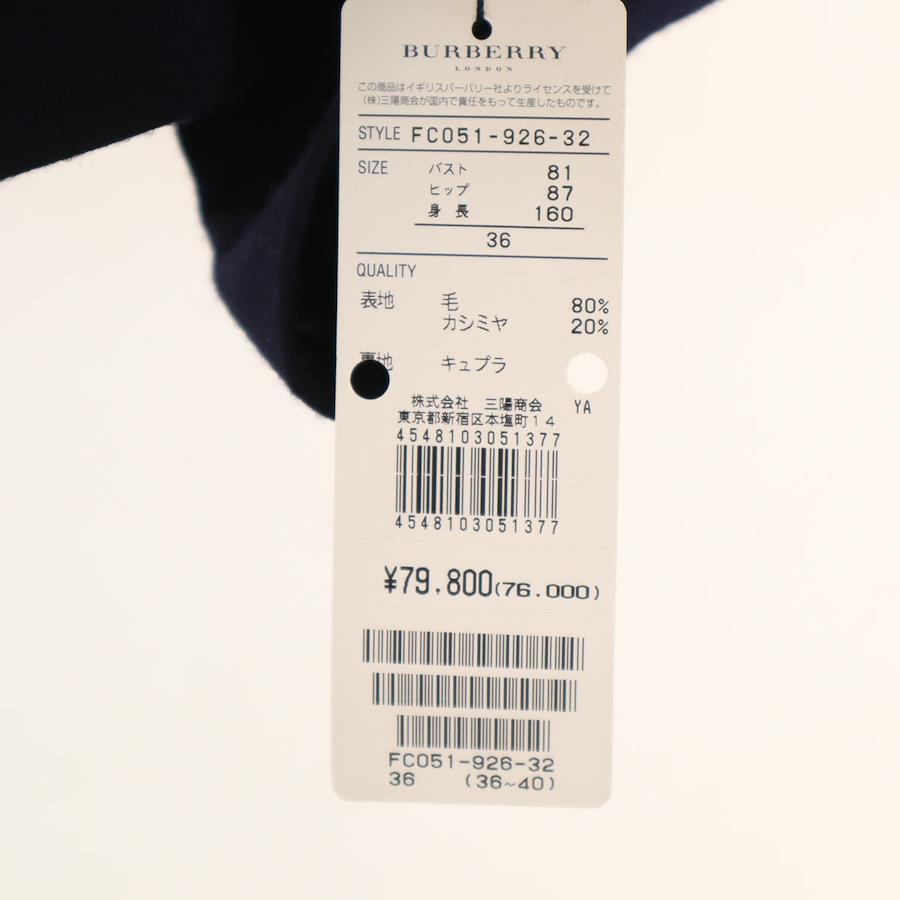 BURBERRY
LONDON
この商品はイギリスバーバリー社よりライセンスを受けて
(株)三陽商会が国内で責任をもって生産したものです。
STYLE FC051-926-32
SIZE バスト 81
ヒップ 87
身長 160
36
QUALITY
表地 毛 80%
カシミヤ 20%
裏地 キュプラ
株式会社 三陽商会 YA
東京都新宿区本塩町14
4548103051377
4548103051377
¥79,800(76.000)
FC051-926-32
36 (36~40)